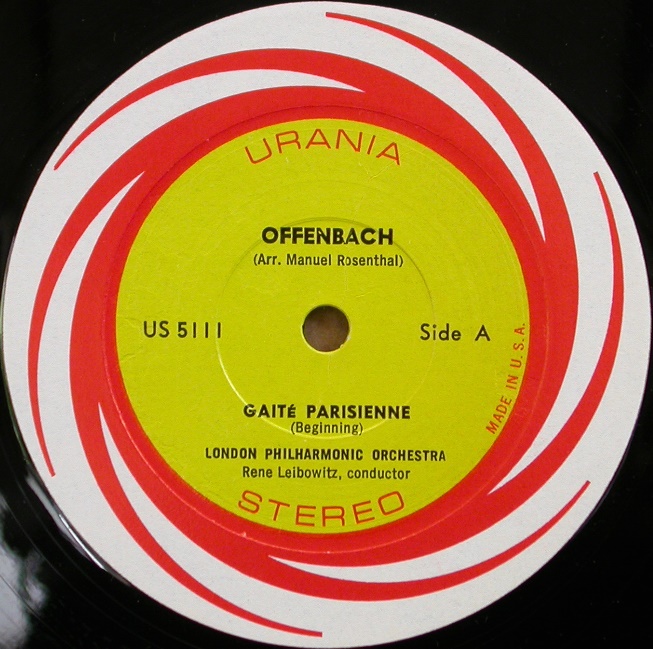 URANIA
OFFENBACH
(Arr. Manuel Rosenthal)
US 5111
Side A
MADE IN U.S.A.
GAITé PARISIENNE
(Beginning)
LONDON PHILHARMONIC ORCHESTRA
Rene Leibowitz, conductor
STEREO